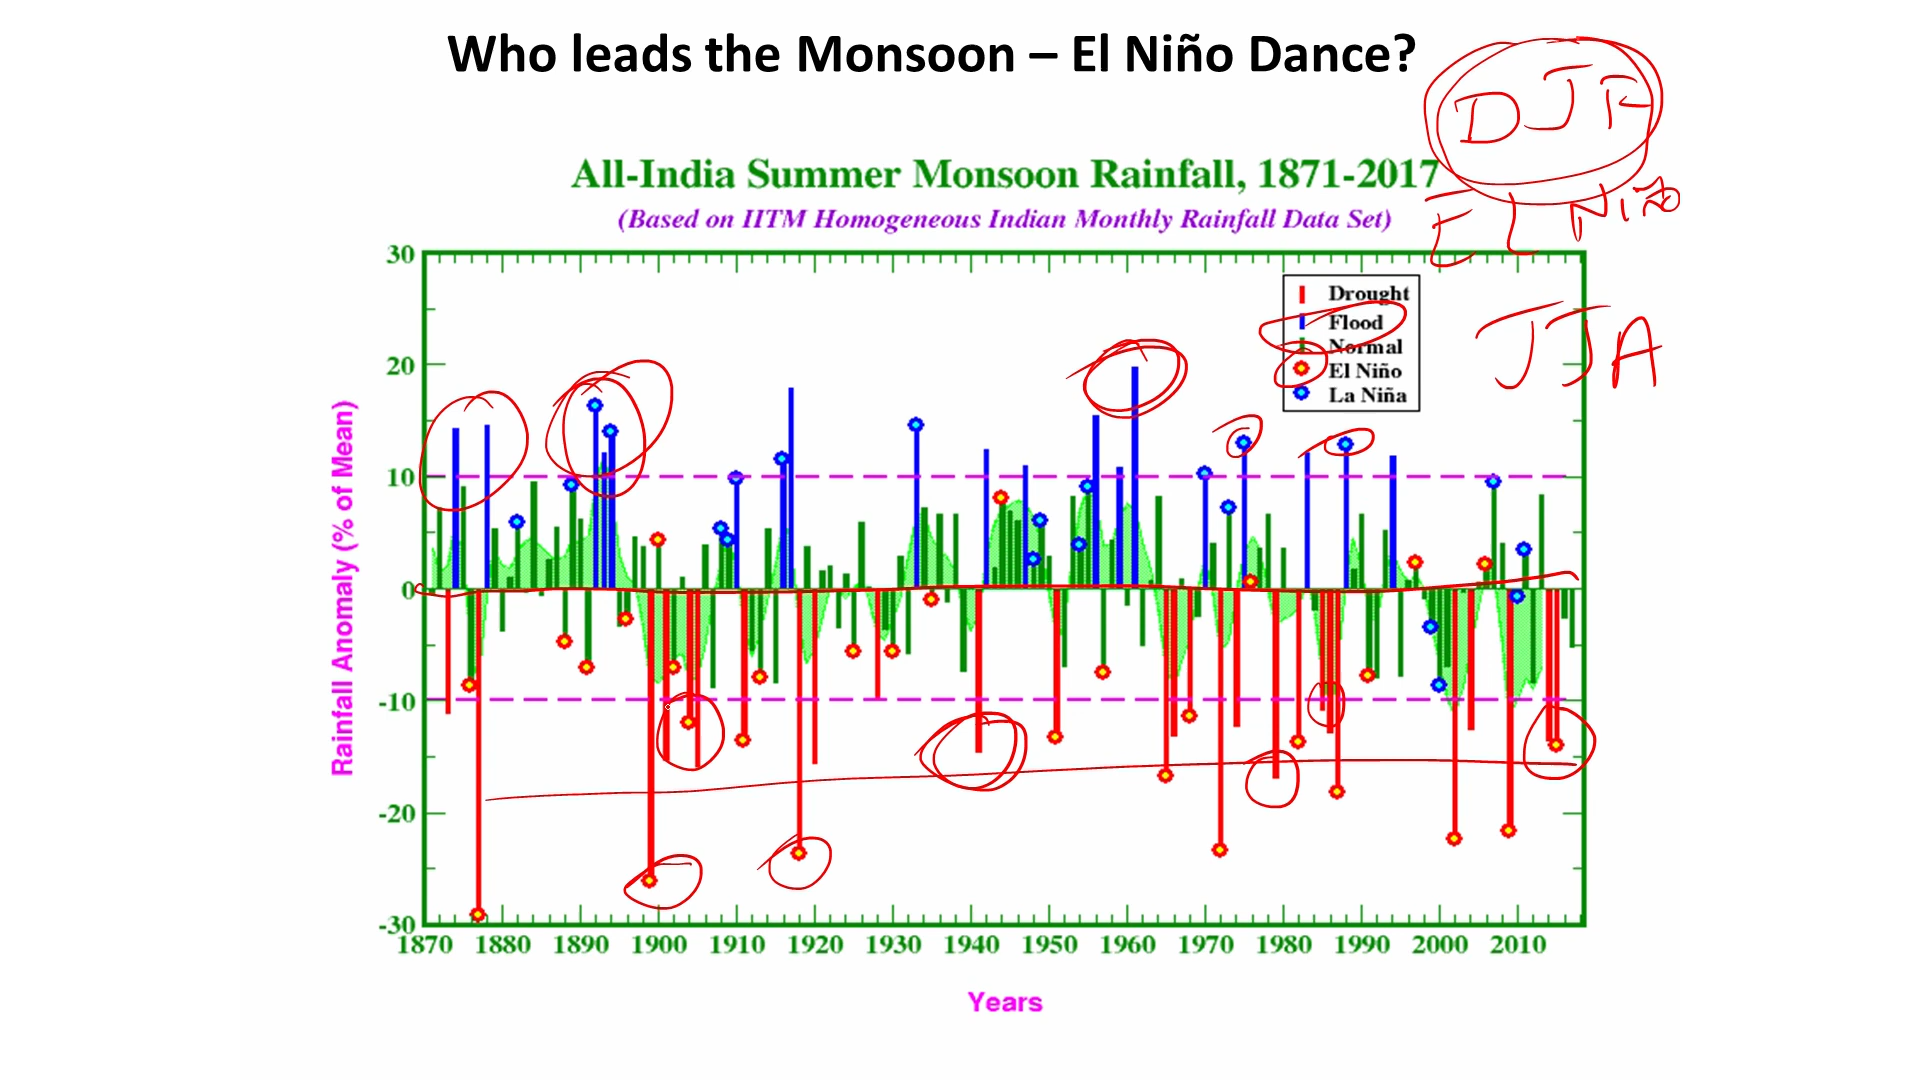 Who leads the Monsoon – El Niño Dance?
DJF
All-India Summer Monsoon Rainfall, 1871-2017
El Niño
(Based on IITM Homogeneous Indian Monthly Rainfall Data Set)
JJA
Drought
Flood
Normal
El Niño
La Niña
Rainfall Anomaly (% of Mean)
30
20
10
0
-10
-20
-30
1870 1880 1890 1900 1910 1920 1930 1940 1950 1960 1970 1980 1990 2000 2010
Years